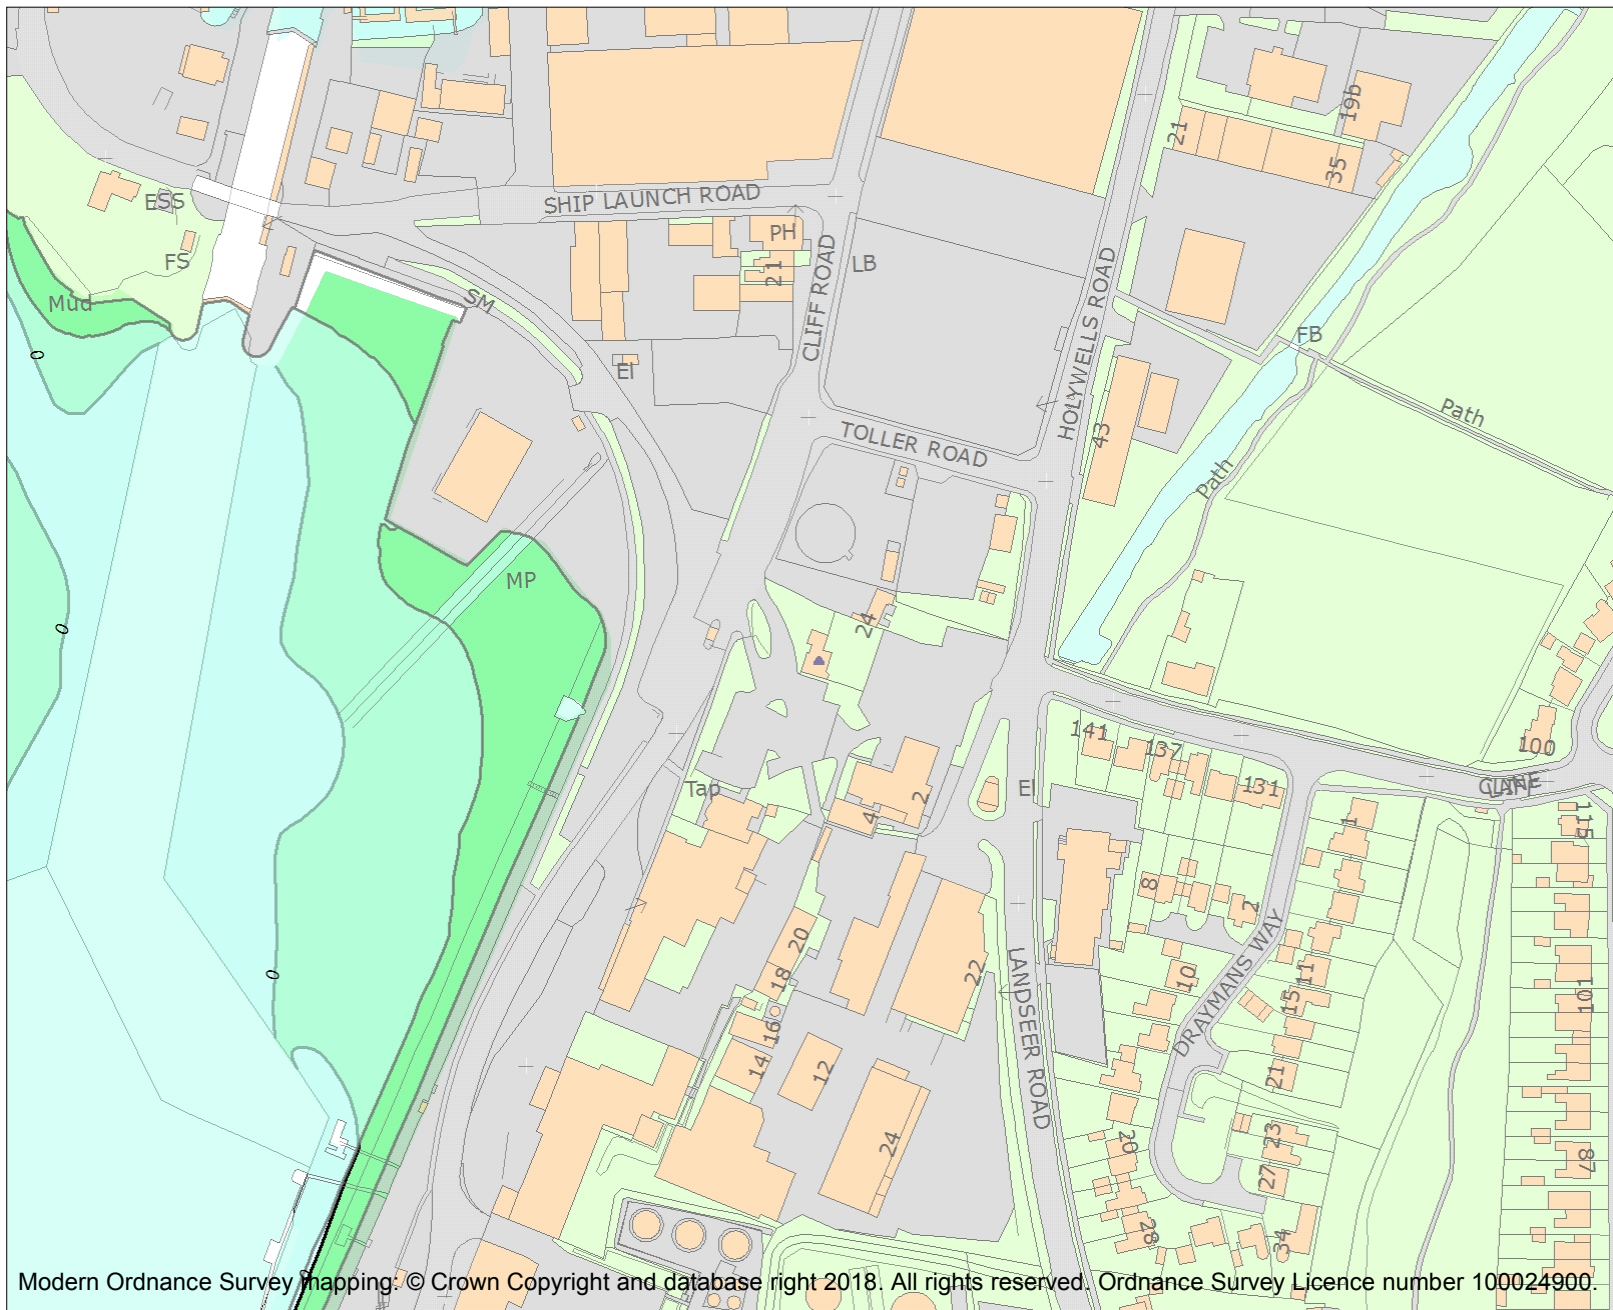 19b
21
35
ESS
SHIP LAUNCH ROAD
PH
FS
21
CLIFF ROAD
LB
HOLYWELLS ROAD
Mud
SM
0
EI
FB
Path
TOLLER ROAD
43
Path
MP
0
24
141
137
131
100
Tap
2
4
EI
CLIFF
LANE
1
115
8
2
20
18
22
10
11
15
DRAYMANS WAY
101
0
LANDSEER ROAD
16
14
12
21
24
20
23
27
87
28
34
Modern Ordnance Survey mapping: © Crown Copyright and database right 2018. All rights reserved. Ordnance Survey Licence number 100024900.